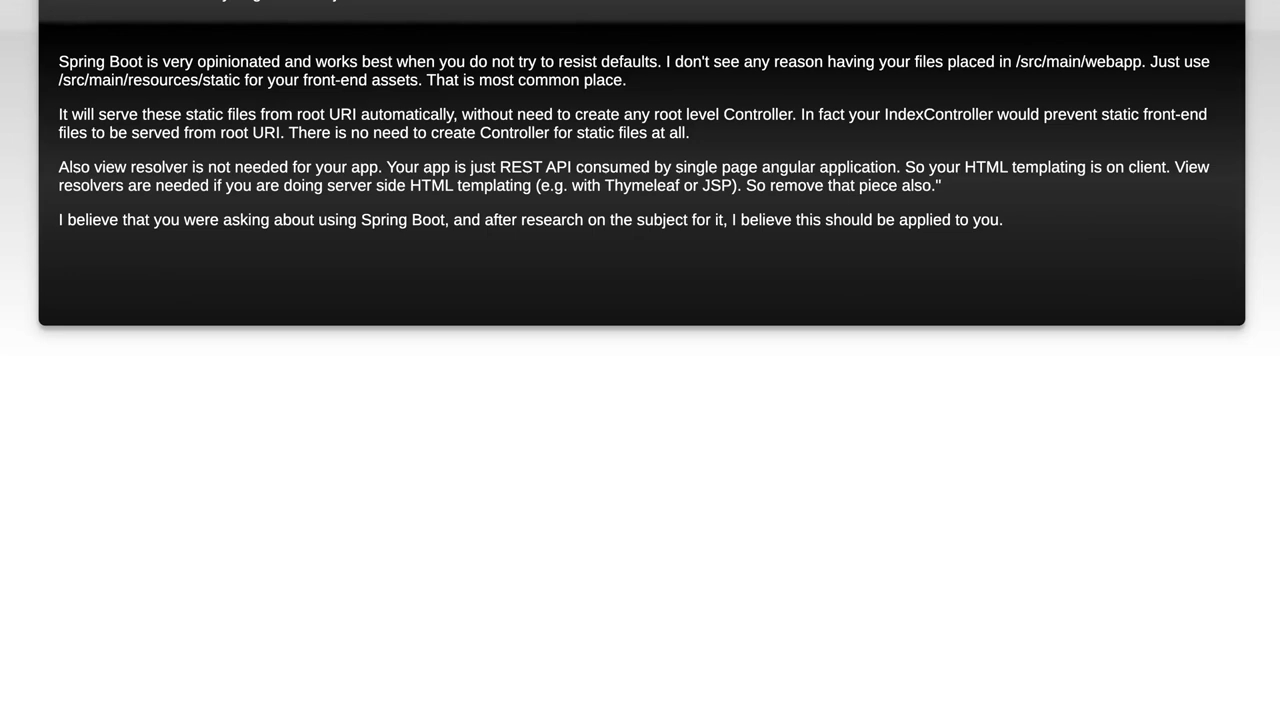 Spring Boot is very opinionated and works best when you do not try to resist defaults. I don't see any reason having your files placed in /src/main/webapp. Just use
/src/main/resources/static for your front-end assets. That is most common place.
It will serve these static files from root URI automatically, without need to create any root level Controller. In fact your IndexController would prevent static front-end
files to be served from root URI. There is no need to create Controller for static files at all.
Also view resolver is not needed for your app. Your app is just REST API consumed by single page angular application. So your HTML templating is on client. View
resolvers are needed if you are doing server side HTML templating (e.g. with Thymeleaf or JSP). So remove that piece also."
I believe that you were asking about using Spring Boot, and after research on the subject for it, I believe this should be applied to you.